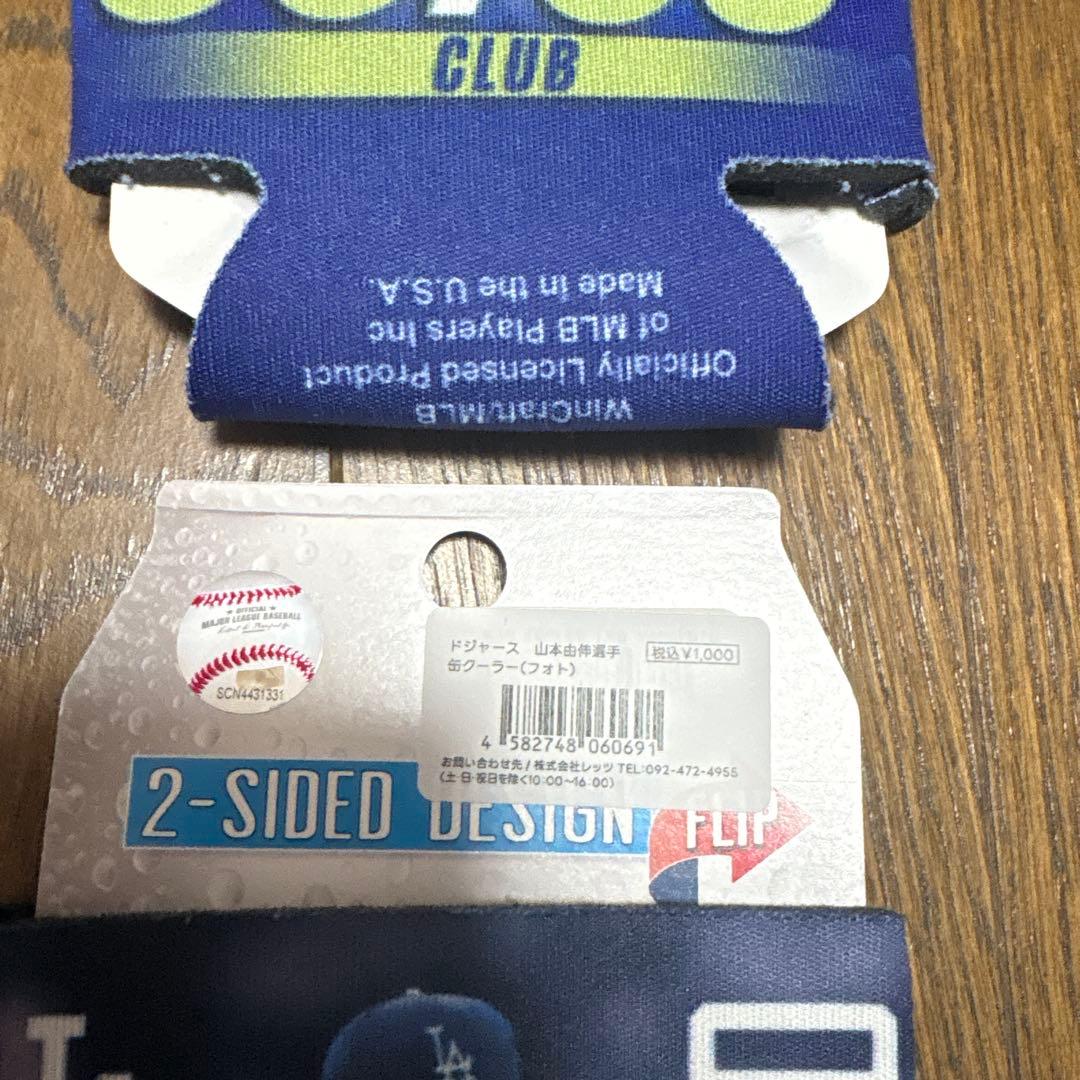 CLUB
Made in the U.S.A.
of MLB Players Inc
Officially Licensed Product
WinCraft/MLB
OFFICIAL
MAJOR LEAGUE BASEBALL
SCN4431331
ドジャース 山本由伸選手 税込¥1,000
缶クーラー(フォト)
4 582748 060691
お問い合わせ先/株式会社レッツ TEL:092-472-4955
(土·日·祝日を除く10:00~16:00)
2-SIDED DESIGN FLIP
LA